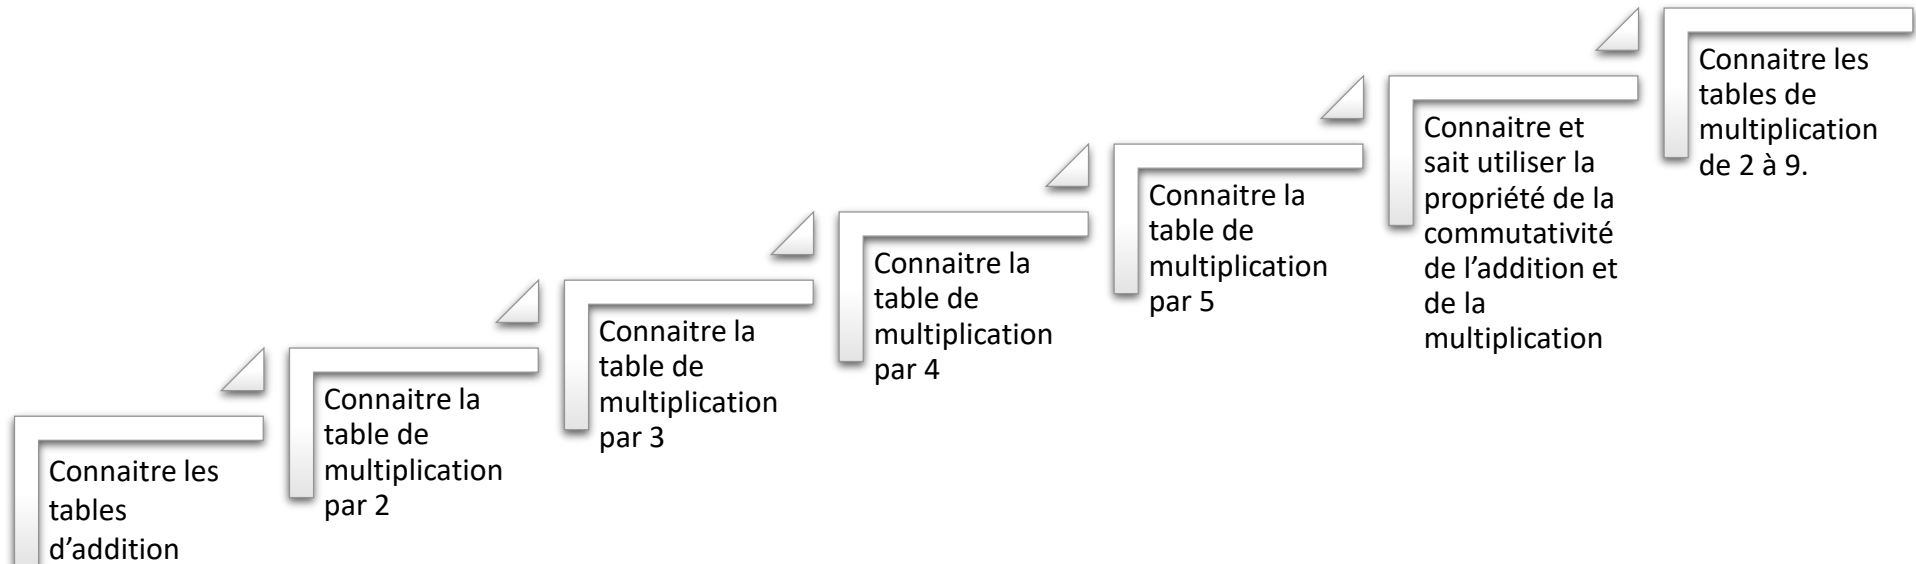 Connaitre les
tables
d’addition
Connaitre la
table de
multiplication
par 2
Connaitre la
table de
multiplication
par 3
Connaitre la
table de
multiplication
par 4
Connaitre la
table de
multiplication
par 5
Connaitre et
sait utiliser la
propriété de la
commutativité
de l’addition et
de la
multiplication
Connaitre les
tables de
multiplication
de 2 à 9.